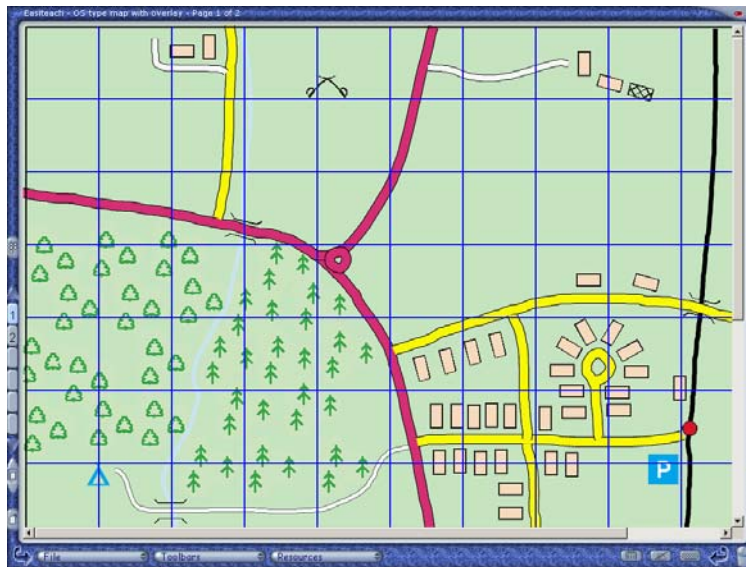 Easiteach - OS type map with overlay - Page 1 of 2
1
2
P
File
Toolbars
Resources